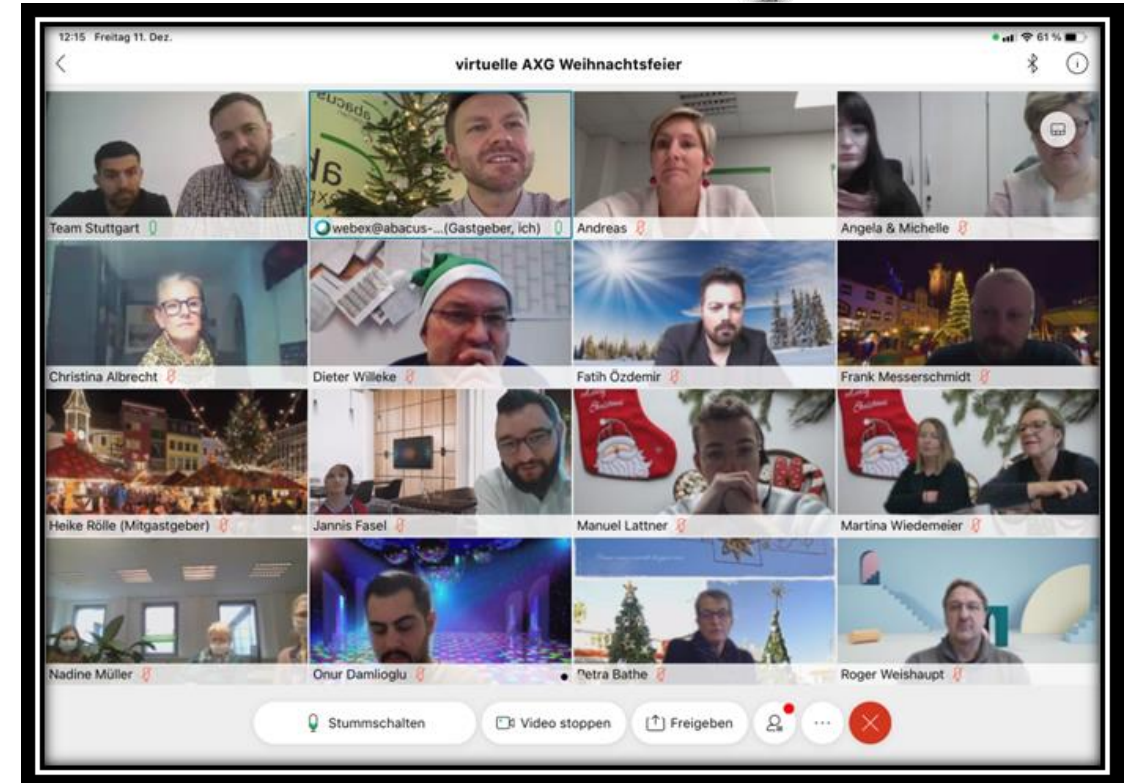 12:15 Freitag 11. Dez.
61 %
virtuelle AXG Weihnachtsfeier
abacus
Team Stuttgart
webex@abacus-...(Gastgeber, ich)
Andreas
Angela & Michelle
Christina Albrecht
Dieter Willeke
Fatih Özdemir
Frank Messerschmidt
Heike Rölle (Mitgastgeber)
Jannis Fasel
Manuel Lattner
Martina Wiedemeier
Nadine Müller
Onur Damlioglu
Petra Bathe
Roger Weishaupt
Stummschalten
Video stoppen
Freigeben